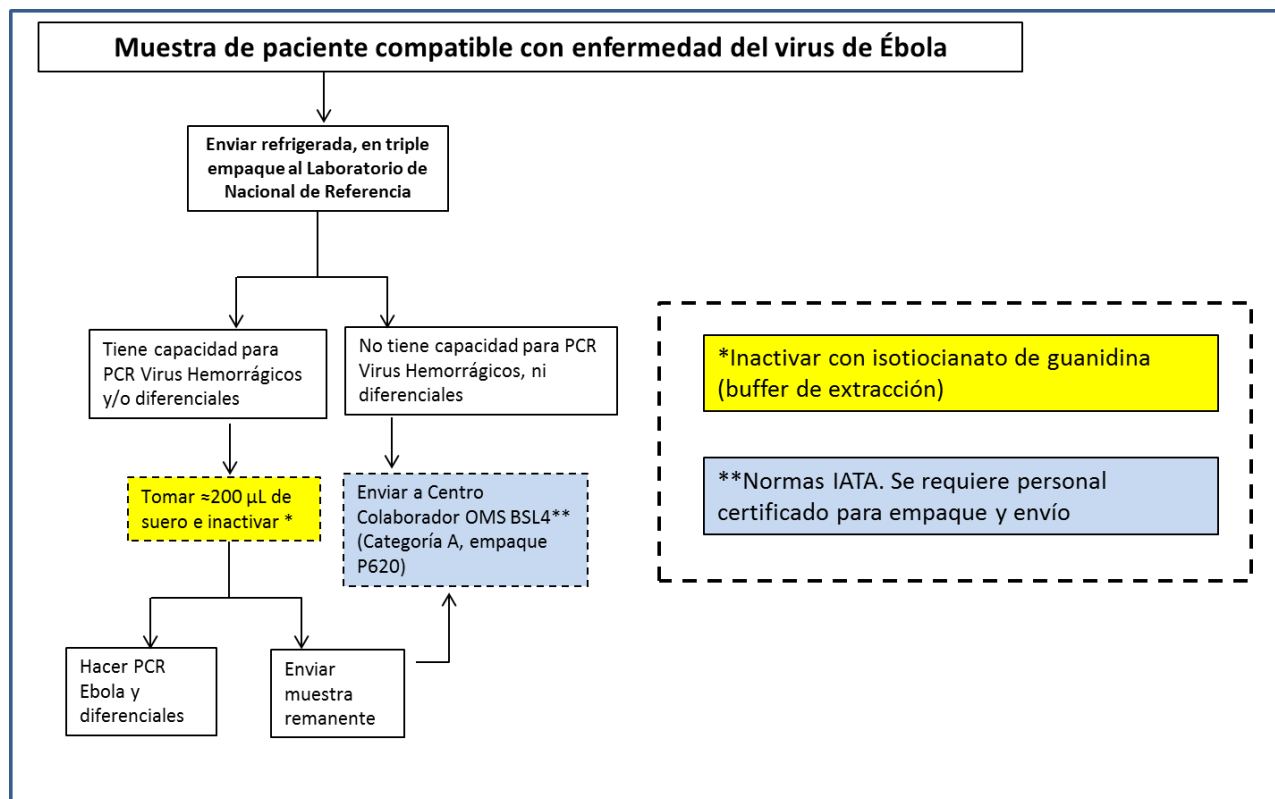 Muestra de paciente compatible con enfermedad del virus de Ébola
Enviar refrigerada, en triple
empaque al Laboratorio de
Nacional de Referencia
Tiene capacidad para
PCR Virus Hemorrágicos
y/o diferenciales
No tiene capacidad para PCR
Virus Hemorrágicos, ni
diferenciales
Tomar ≈200 µL de
suero e inactivar *
Enviar a Centro
Colaborador OMS BSL4**
(Categoría A, empaque
P620)
Hacer PCR
Ebola y
diferenciales
Enviar
muestra
remanente
*Inactivar con isotiocianato de guanidina
(buffer de extracción)
**Normas IATA. Se requiere personal
certificado para empaque y envío